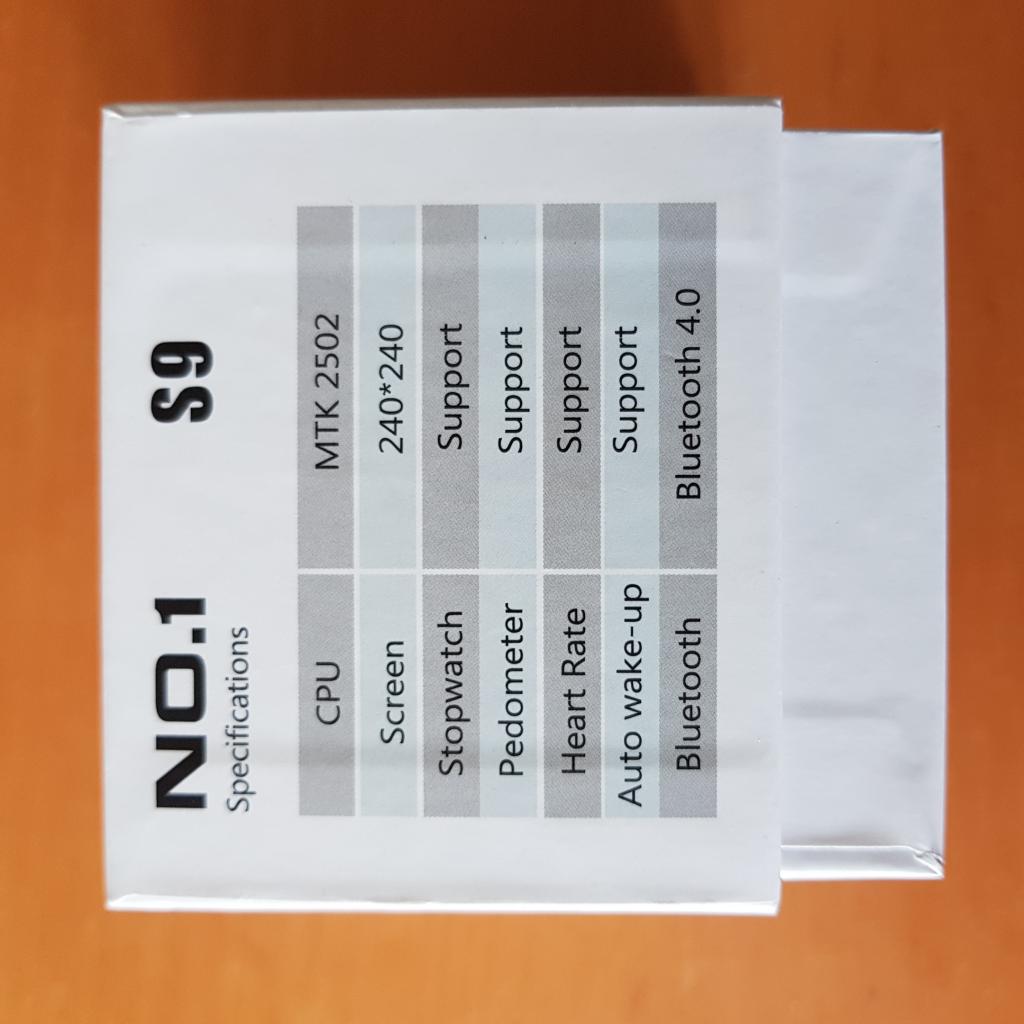 NO.1 S9
Specifications
CPU MTK 2502
Screen 240*240
Stopwatch Support
Pedometer Support
Heart Rate Support
Auto wake-up Support
Bluetooth Bluetooth 4.0